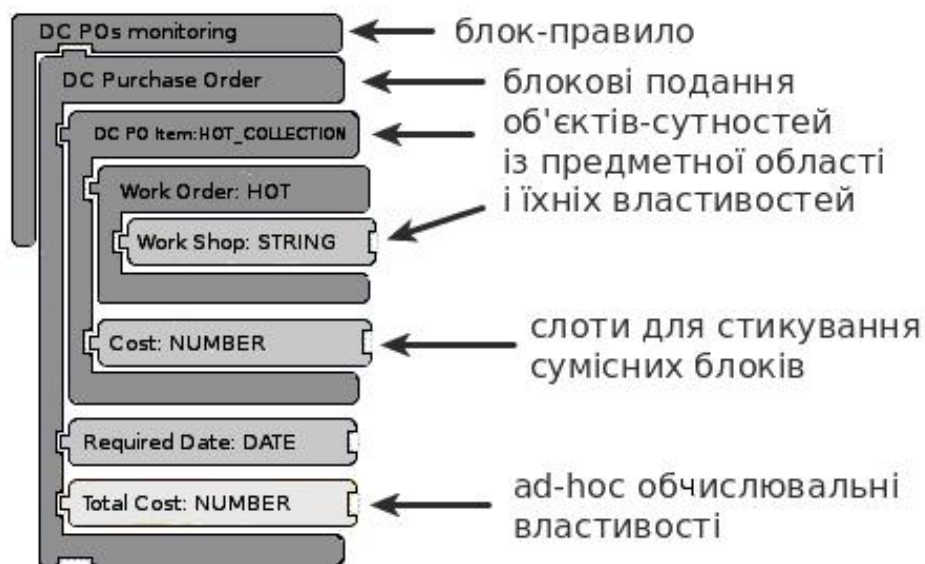 DC POs monitoring
блок-правило
DC Purchase Order
блокові подання
об'єктів-сутностей
із предметної області
і їхніх властивостей
DC PO Item:HOT_COLLECTION
Work Order: HOT
Work Shop: STRING
Cost: NUMBER
слоти для стикування
сумісних блоків
Required Date: DATE
Total Cost: NUMBER
ad-hoc обчислювальні
властивості